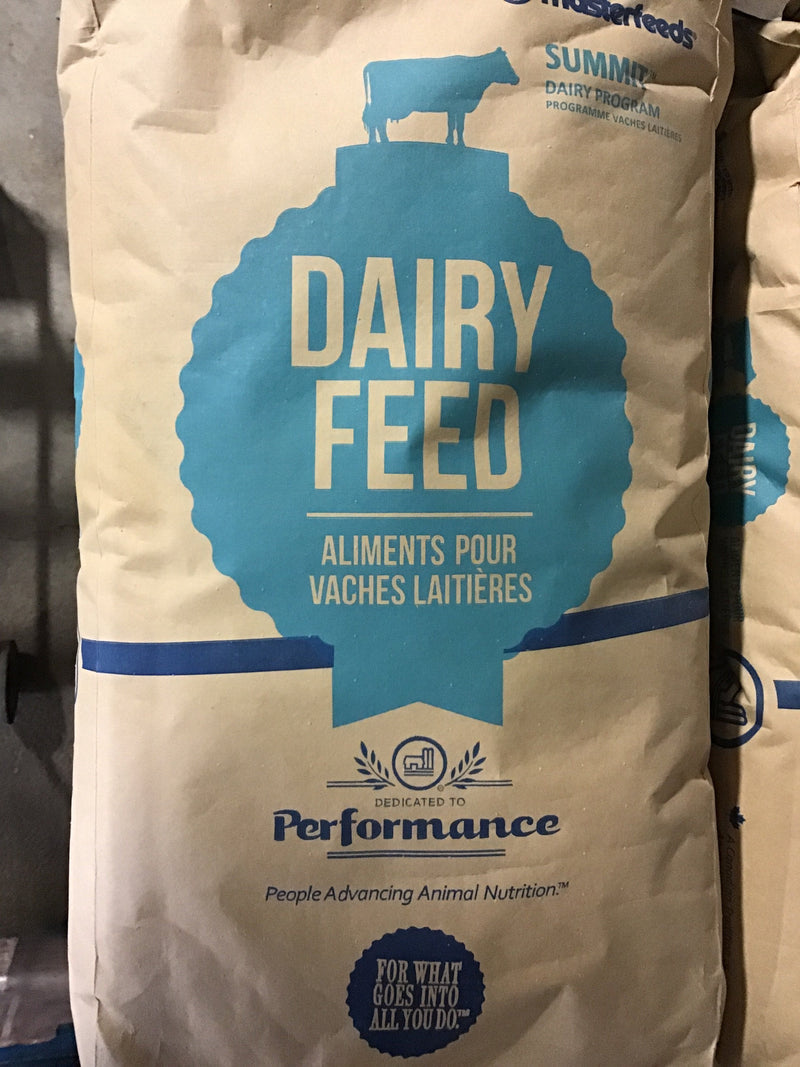 masterfeeds
SUMMIT
DAIRY PROGRAM
PROGRAMME VACHES LAITIÈRES
DAIRY
FEED
ALIMENTS POUR
VACHES LAITIÈRES
DEDICATED TO
Performance
People Advancing Animal Nutrition.™
FOR WHAT
GOES INTO
ALL YOU DO.™
DAIRY